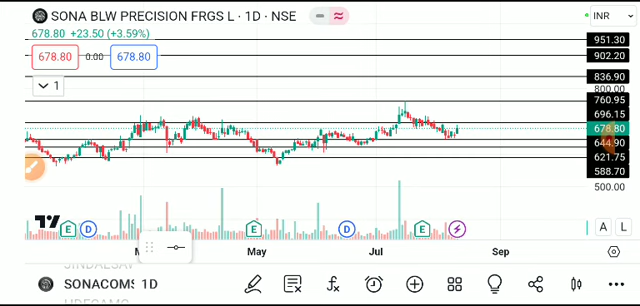 SONA BLW PRECISION FRGS L · 1D · NSE
INR
678.80 +23.50 (+3.59%)
678.80 0.00 678.80
1
951.30
902.20
836.90
800.00
760.95
696.15
678.80
644.90
621.75
588.70
500.00
E D E D E
A L
May Jul Sep
JINDALSAW
SONACOMS 1D